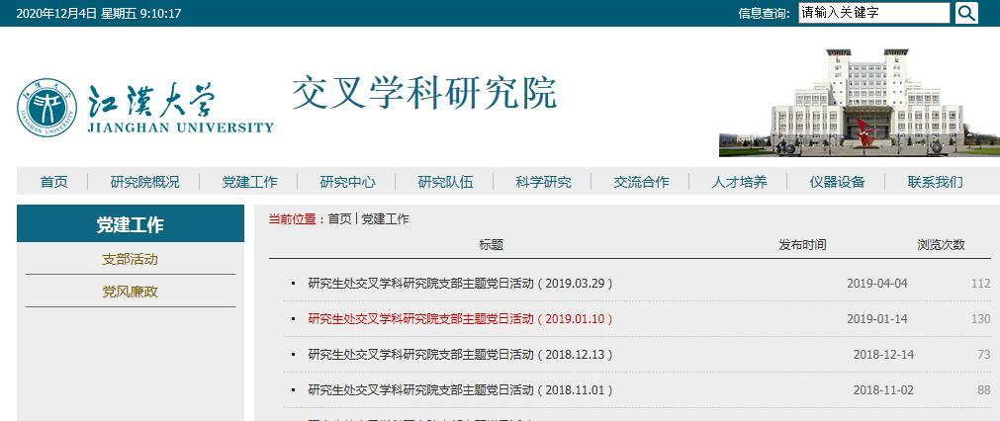 2020年12月4日 星期五 9:10:17
信息查询: 请输入关键字
江汉大学
JIANGHAN UNIVERSITY
交叉学科研究院
首页 研究院概况 党建工作 研究中心 研究队伍 科学研究 交流合作 人才培养 仪器设备 联系我们
党建工作
支部活动
党风廉政
当前位置：首页 | 党建工作
标题 发布时间 浏览次数
研究生处交叉学科研究院支部主题党日活动（2019.03.29） 2019-04-04 112
研究生处交叉学科研究院支部主题党日活动（2019.01.10） 2019-01-14 130
研究生处交叉学科研究院支部主题党日活动（2018.12.13） 2018-12-14 73
研究生处交叉学科研究院支部主题党日活动（2018.11.01） 2018-11-02 88